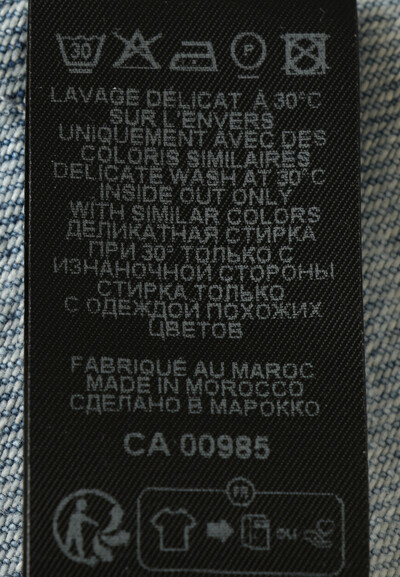 30 P
LAVAGE DELICAT À 30°C
SUR L'ENVERS
UNIQUEMENT AVEC DES
COLORIS SIMILAIRES
DELICATE WASH AT 30°C
INSIDE OUT ONLY
WITH SIMILAR COLORS
ДЕЛИКАТНАЯ СТИРКА
ПРИ 30° ТОЛЬКО С
ИЗНАНОЧНОЙ СТОРОНЫ
СТИРКА ТОЛЬКО
С ОДЕЖДОЙ ПОХОЖИХ
ЦВЕТОВ
FABRIQUÉ AU MAROC
MADE IN MOROCCO
СДЕЛАНО В МАРОККО
CA 00985
FR
ou